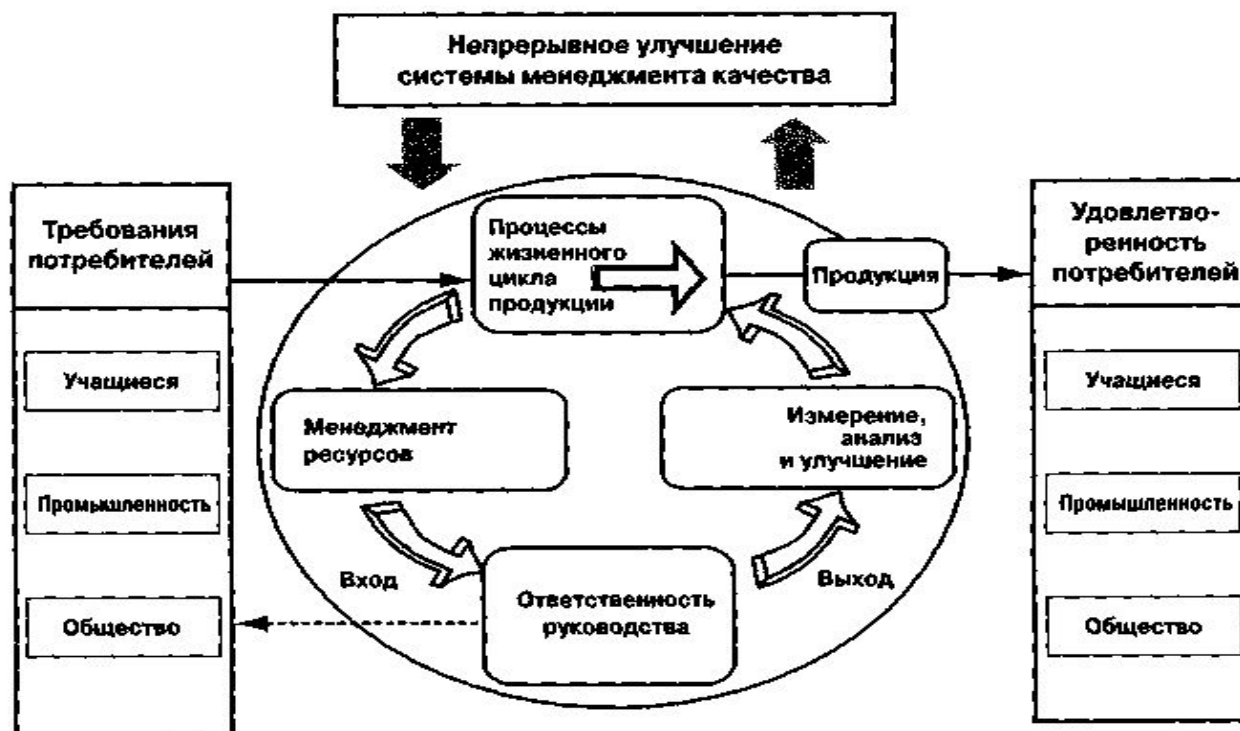 Непрерывное улучшение
системы менеджмента качества
Требования
потребителей
Учащиеся
Промышленность
Общество
Процессы
жизненного
цикла
продукции
Продукция
Менеджмент
ресурсов
Измерение,
анализ
и улучшение
Вход
Ответственность
руководства
Выход
Удовлетво-
ренность
потребителей
Учащиеся
Промышленность
Общество